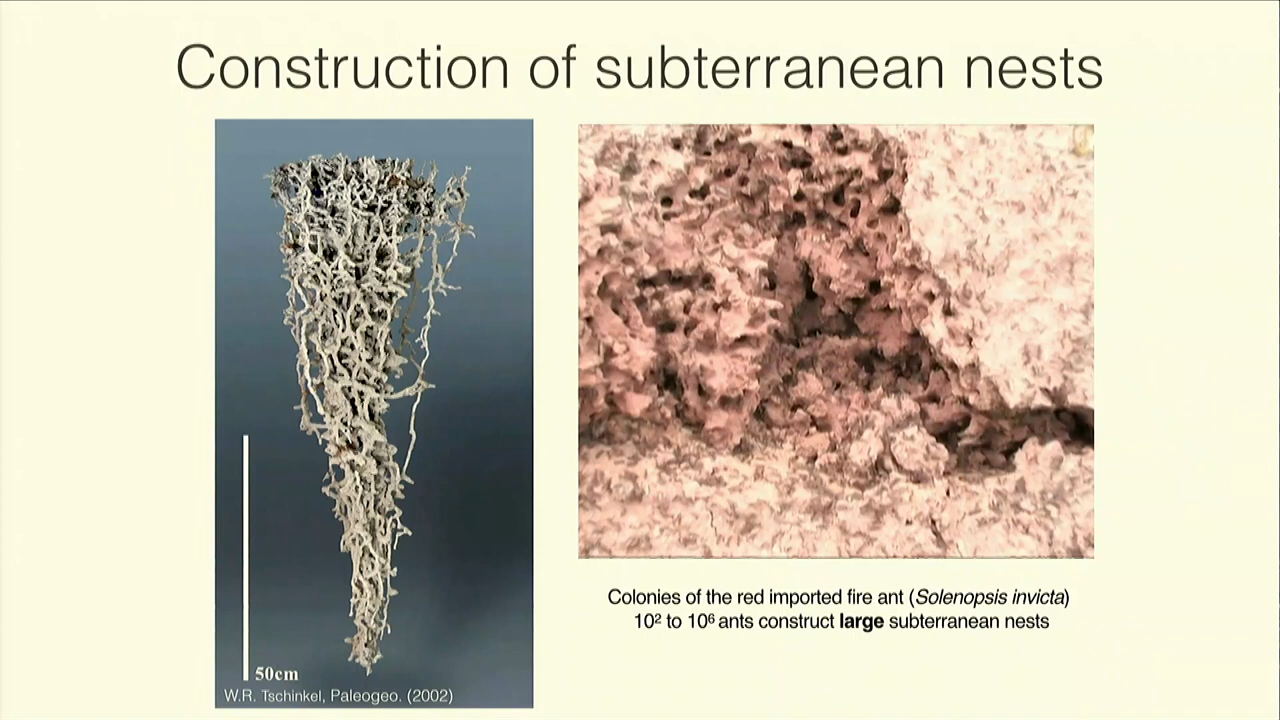 Construction of subterranean nests
50cm
W.R. Tschinkel, Paleogeo. (2002)
Colonies of the red imported fire ant (Solenopsis invicta)
10² to 10⁶ ants construct large subterranean nests